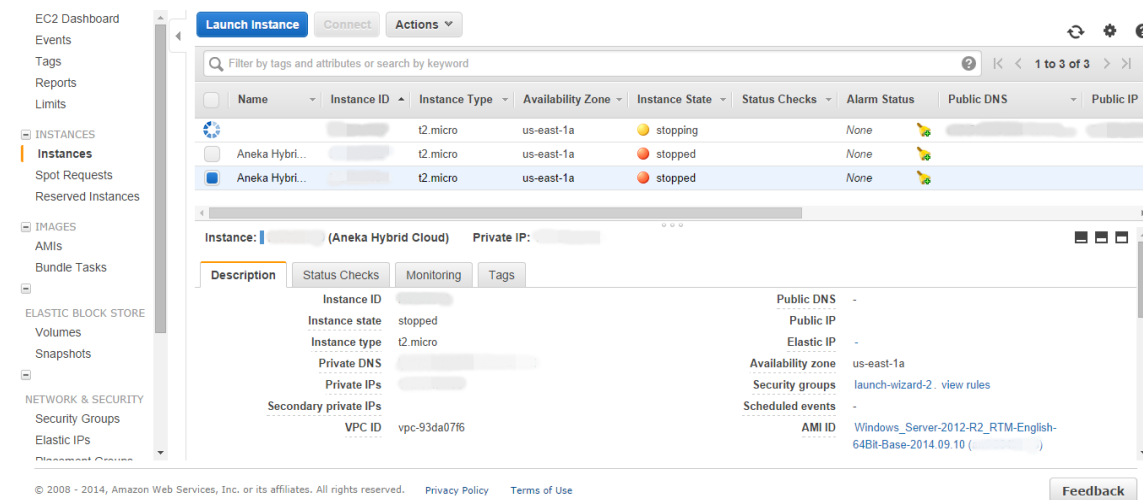 EC2 Dashboard
Events
Tags
Reports
Limits
INSTANCES
Instances
Spot Requests
Reserved Instances
IMAGES
AMIs
Bundle Tasks
ELASTIC BLOCK STORE
Volumes
Snapshots
NETWORK & SECURITY
Security Groups
Elastic IPs
Placement Groups
Launch Instance Connect Actions
Filter by tags and attributes or search by keyword 1 to 3 of 3
Name Instance ID Instance Type Availability Zone Instance State Status Checks Alarm Status Public DNS Public IP
t2.micro us-east-1a stopping None
Aneka Hybri... t2.micro us-east-1a stopped None
Aneka Hybri... t2.micro us-east-1a stopped None
Instance: (Aneka Hybrid Cloud) Private IP:
Description Status Checks Monitoring Tags
Instance ID
Instance state stopped
Instance type t2.micro
Private DNS
Private IPs
Secondary private IPs
VPC ID vpc-93da07f6
Public DNS -
Public IP
Elastic IP -
Availability zone us-east-1a
Security groups launch-wizard-2. view rules
Scheduled events -
AMI ID Windows_Server-2012-R2_RTM-English-
64Bit-Base-2014.09.10 ( )
© 2008 - 2014, Amazon Web Services, Inc. or its affiliates. All rights reserved. Privacy Policy Terms of Use Feedback